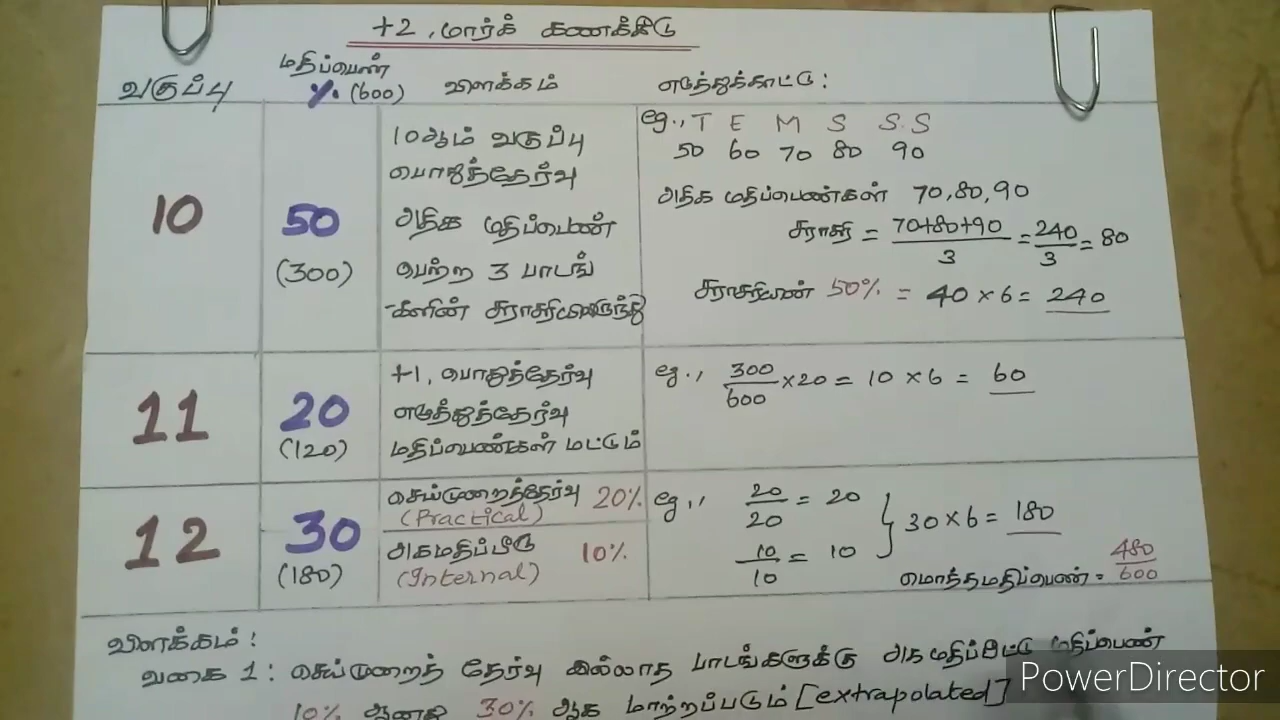 +2, மார்க் கணக்கீடு
வகுப்பு மதிப்பெண் % (600) விளக்கம் எடுத்துக்காட்டு:
10
50
(300)
10ஆம் வகுப்பு
பொதுத்தேர்வு
அதிக மதிப்பெண்
பெற்ற 3 பாடங்
-களின் சராசரியிலிருந்து
eg., T E M S S.S
50 60 70 80 90
அதிக மதிப்பெண்கள் 70,80,90
சராசரி = 70+80+90/3 = 240/3 = 80
சராசரியின் 50% = 40 × 6 = 240
11
20
(120)
+1, பொதுத்தேர்வு
எழுத்துத்தேர்வு
மதிப்பெண்கள் மட்டும்
eg., 300/600 × 20 = 10 × 6 = 60
12
30
(180)
செய்முறைத்தேர்வு 20%
(Practical)
அகமதிப்பீடு 10%
(Internal)
eg., 20/20 = 20
10/10 = 10
} 30 × 6 = 180
மொத்தமதிப்பெண் = 480/600
விளக்கம்:
வகை 1: செய்முறைத் தேர்வு இல்லாத பாடங்களுக்கு அகமதிப்பீட்டு மதிப்பெண்
10% ஆனது 30% ஆக மாற்றப்படும் [extrapolated]
PowerDirector